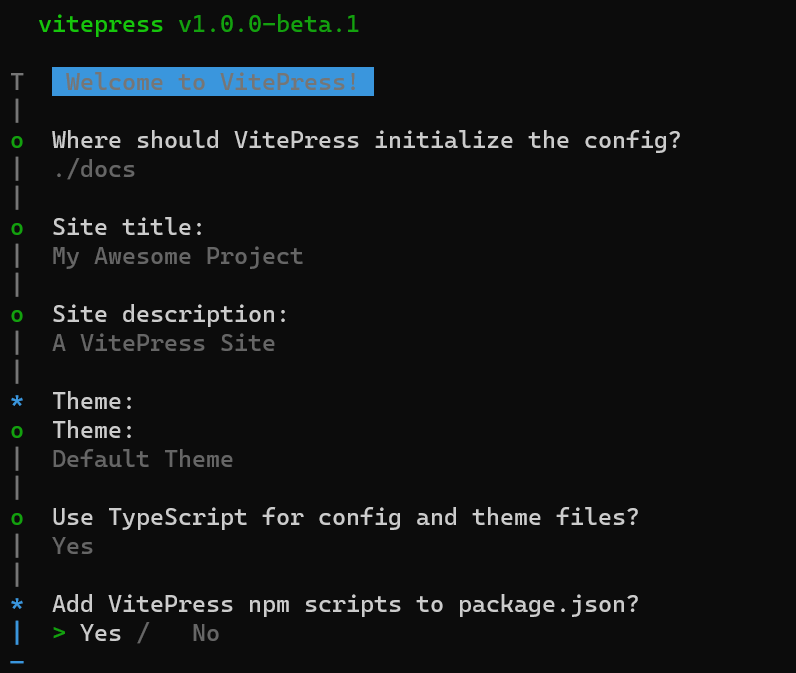 vitepress v1.0.0-beta.1
T Welcome to VitePress!
|
o Where should VitePress initialize the config?
| ./docs
|
o Site title:
| My Awesome Project
|
o Site description:
| A VitePress Site
|
* Theme:
o Theme:
| Default Theme
|
o Use TypeScript for config and theme files?
| Yes
|
* Add VitePress npm scripts to package.json?
| > Yes / No
—